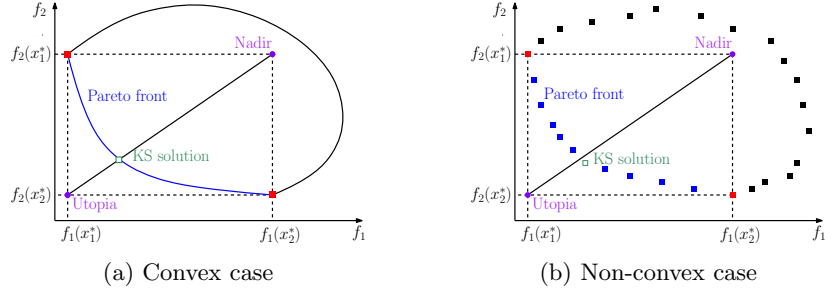 f₂
f₂(x₁*)
Nadir
Pareto front
KS solution
f₂(x₂*)
Utopia
f₁(x₁*)
f₁(x₂*)
f₁
(a) Convex case
f₂
f₂(x₁*)
Nadir
Pareto front
KS solution
f₂(x₂*)
Utopia
f₁(x₁*)
f₁(x₂*)
f₁
(b) Non-convex case